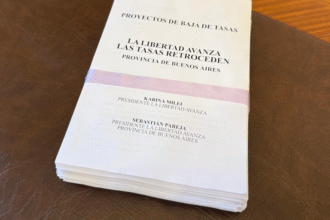 PROYECTOS DE BAJA DE TASAS
LA LIBERTAD AVANZA
LAS TASAS RETROCEDEN
PROVINCIA DE BUENOS AIRES
KARINA MILEI
PRESIDENTE LA LIBERTAD AVANZA
SEBASTIÁN PAREJA
PRESIDENTE LA LIBERTAD AVANZA
PROVINCIA DE BUENOS AIRES